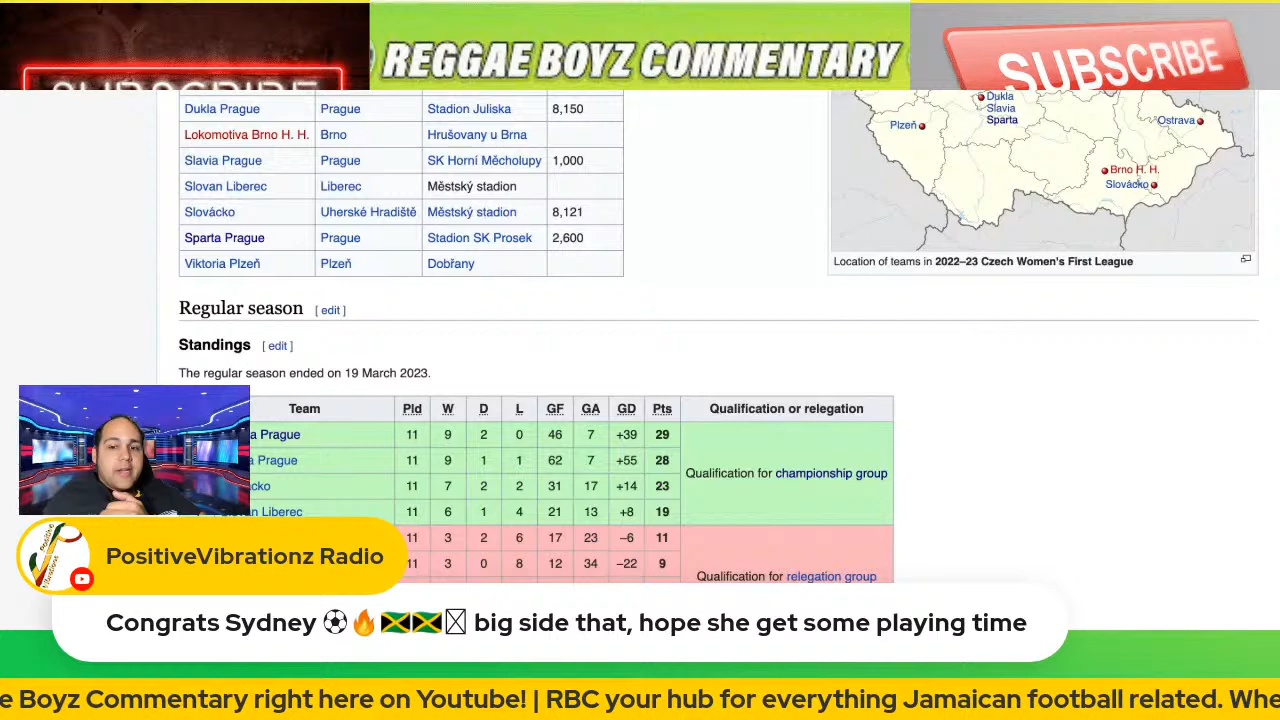 SUBSCRIBE
REGGAE BOYZ COMMENTARY
SUBSCRIBE
Dukla Prague Prague Stadion Juliska 8,150
Lokomotiva Brno H. H. Brno Hrušovany u Brna
Slavia Prague Prague SK Horní Měcholupy 1,000
Slovan Liberec Liberec Městský stadion
Slovácko Uherské Hradiště Městský stadion 8,121
Sparta Prague Prague Stadion SK Prosek 2,600
Viktoria Plzeň Plzeň Dobřany
Dukla
Slavia
Sparta
Plzeň
Ostrava
Brno H. H.
Slovácko
Location of teams in 2022–23 Czech Women's First League
Regular season [ edit ]
Standings [ edit ]
The regular season ended on 19 March 2023.
Team Pld W D L GF GA GD Pts Qualification or relegation
a Prague 11 9 2 0 46 7 +39 29
a Prague 11 9 1 1 62 7 +55 28
Qualification for championship group
cko 11 7 2 2 31 17 +14 23
n Liberec 11 6 1 4 21 13 +8 19
11 3 2 6 17 23 –6 11
11 3 0 8 12 34 –22 9
Qualification for relegation group
Positive Vibrations
PositiveVibrationz Radio
Congrats Sydney ⚽🔥🇯🇲🇯🇲 big side that, hope she get some playing time
e Boyz Commentary right here on Youtube! | RBC your hub for everything Jamaican football related. Whe